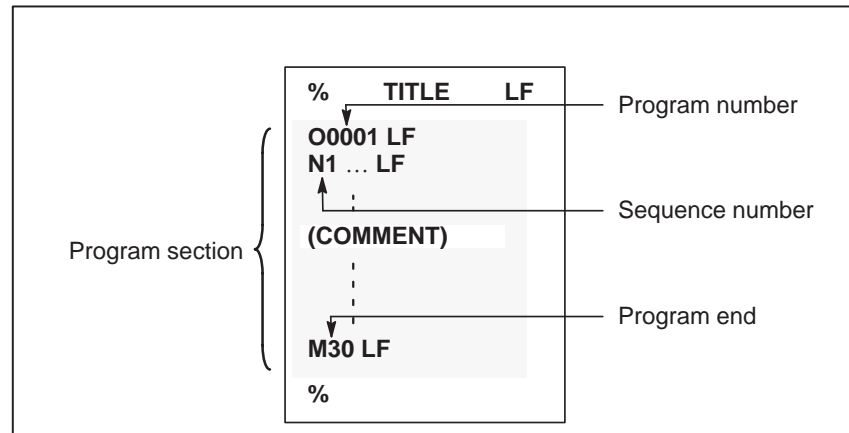 % TITLE LF
Program number
O0001 LF
N1 … LF
Sequence number
(COMMENT)
Program section
Program end
M30 LF
%